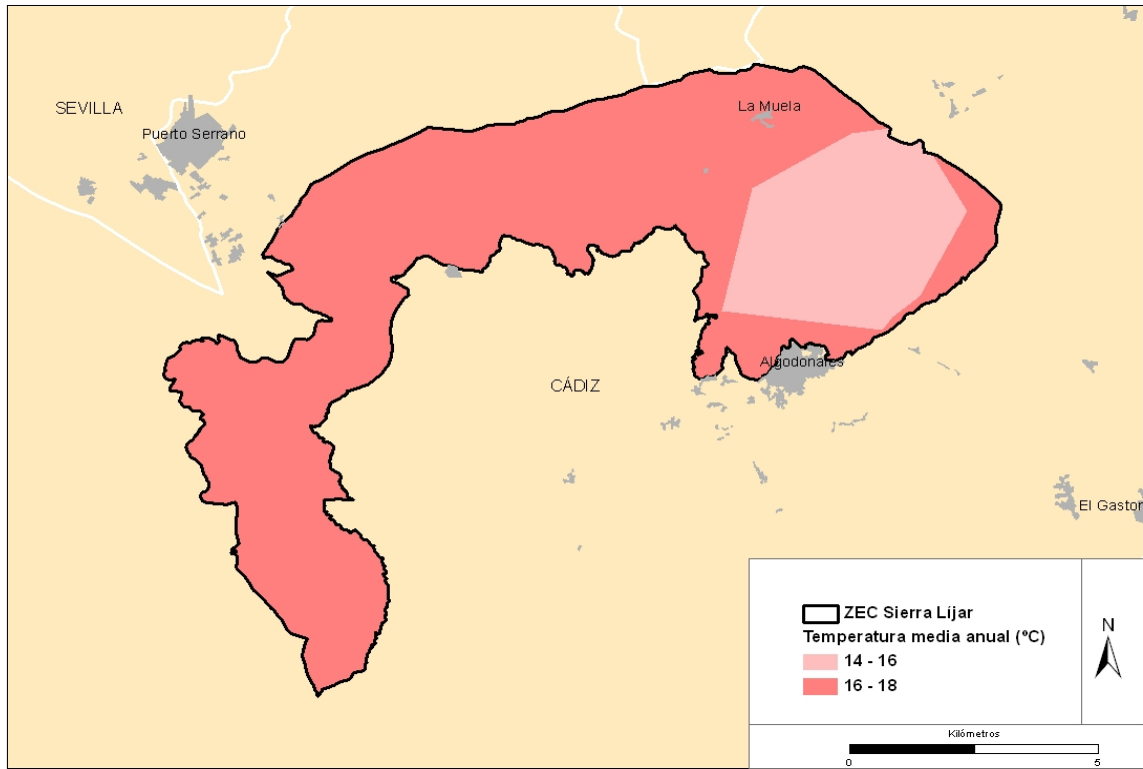 SEVILLA
Puerto Serrano
La Muela
Algodonales
CÁDIZ
El Gastor
ZEC Sierra Líjar
Temperatura media anual (ºC)
14 - 16
16 - 18
N
Kilómetros
0 5